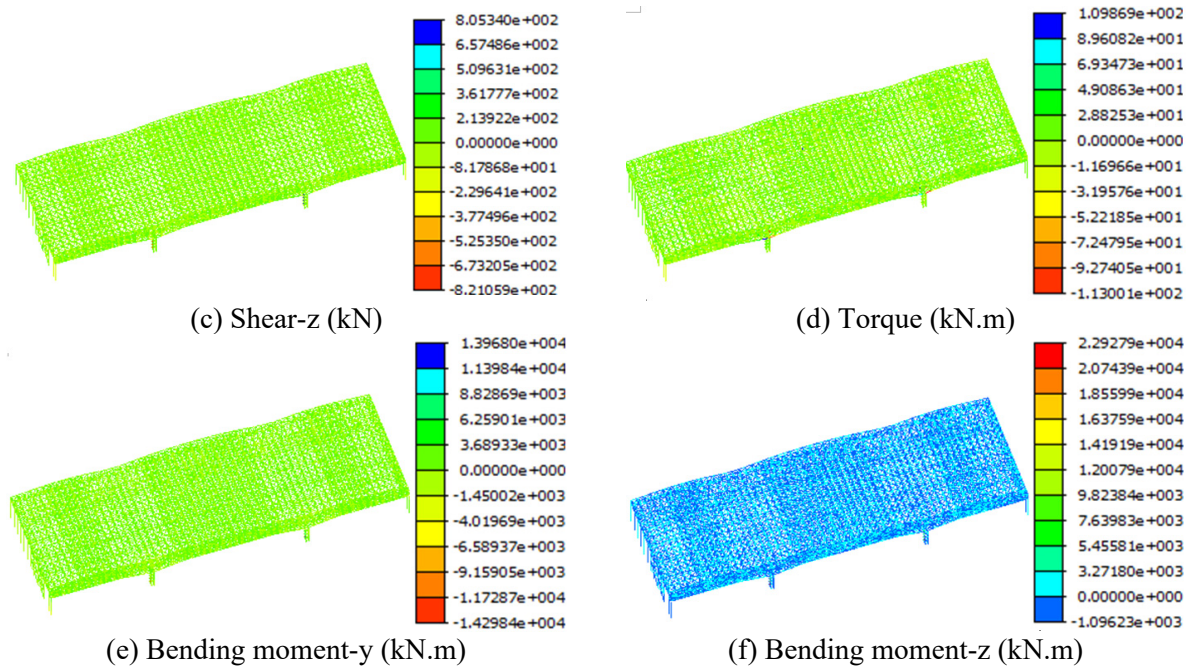 8.05340e+002
6.57486e+002
5.09631e+002
3.61777e+002
2.13922e+002
0.00000e+000
-8.17868e+001
-2.29641e+002
-3.77496e+002
-5.25350e+002
-6.73205e+002
-8.21059e+002
(c) Shear-z (kN)
1.09869e+002
8.96082e+001
6.93473e+001
4.90863e+001
2.88253e+001
0.00000e+000
-1.16966e+001
-3.19576e+001
-5.22185e+001
-7.24795e+001
-9.27405e+001
-1.13001e+002
(d) Torque (kN.m)
1.39680e+004
1.13984e+004
8.82869e+003
6.25901e+003
3.68933e+003
0.00000e+000
-1.45002e+003
-4.01969e+003
-6.58937e+003
-9.15905e+003
-1.17287e+004
-1.42984e+004
(e) Bending moment-y (kN.m)
2.29279e+004
2.07439e+004
1.85599e+004
1.63759e+004
1.41919e+004
1.20079e+004
9.82384e+003
7.63983e+003
5.45581e+003
3.27180e+003
0.00000e+000
-1.09623e+003
(f) Bending moment-z (kN.m)